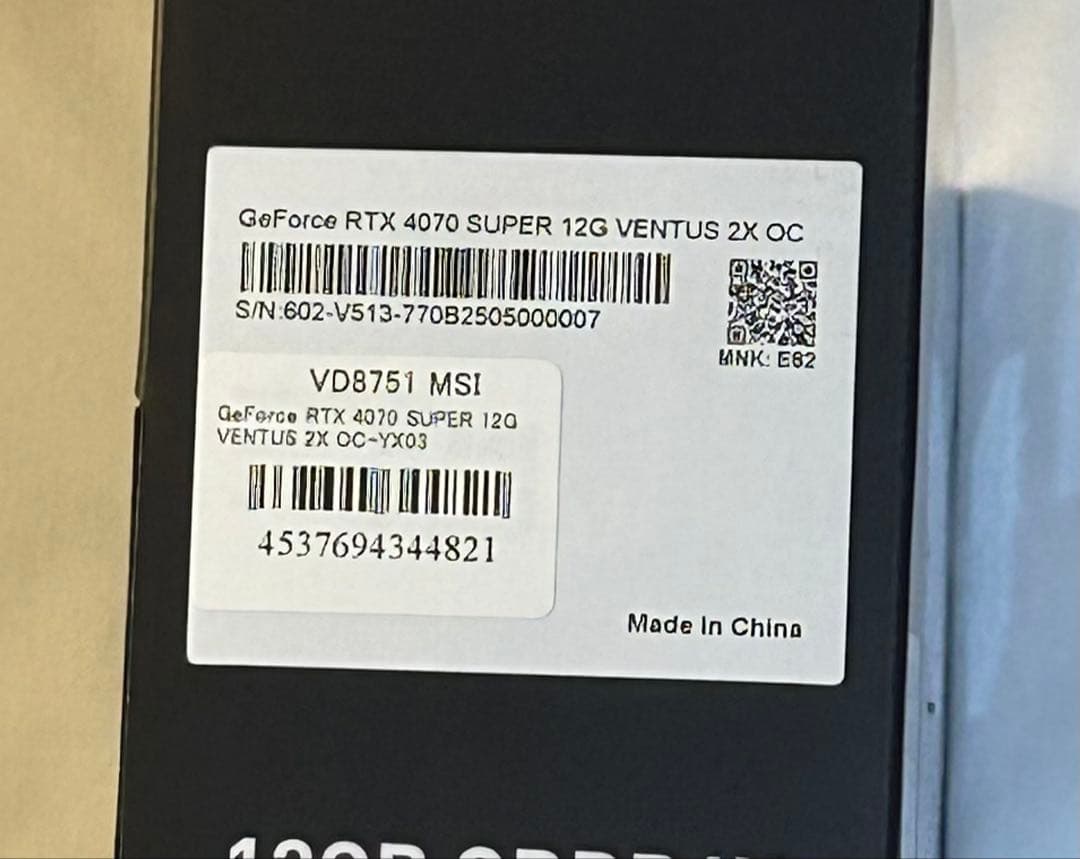 GeForce RTX 4070 SUPER 12G VENTUS 2X OC
S/N:602-V513-770B2505000007
MNK: E82
VD8751 MSI
GeForce RTX 4070 SUPER 12G
VENTUS 2X OC-YX03
4537694344821
Made In China